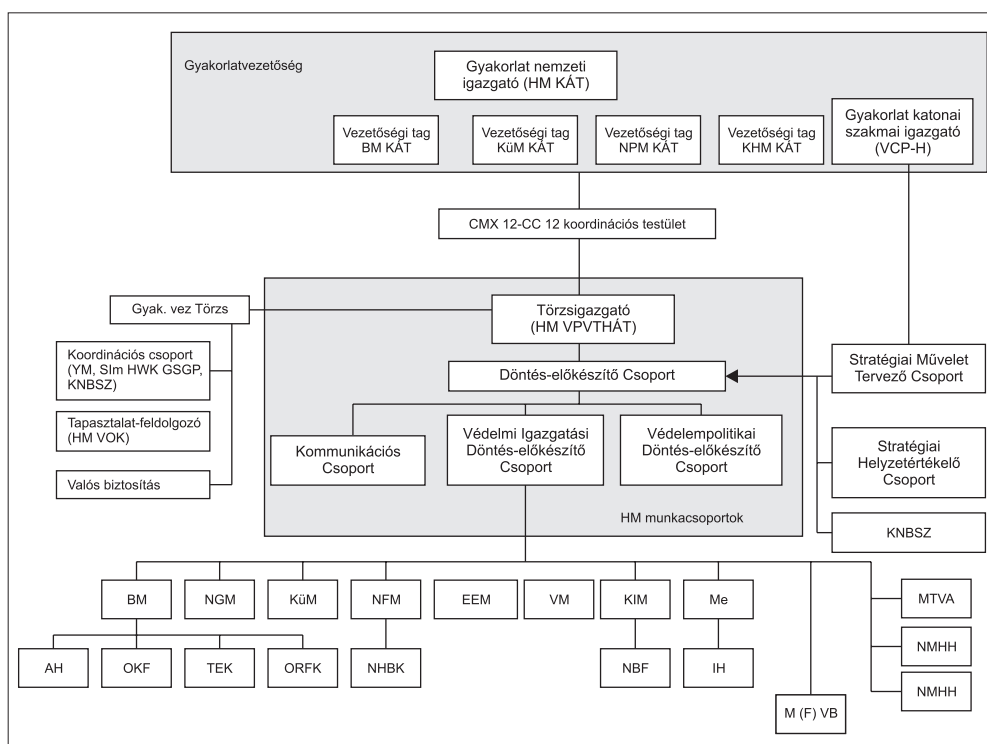 Gyakorlatvezetőség
Gyakorlat nemzeti
igazgató (HM KÁT)
Vezetőségi tag
BM KÁT
Vezetőségi tag
KüM KÁT
Vezetőségi tag
NPM KÁT
Vezetőségi tag
KHM KÁT
Gyakorlat katonai
szakmai igazgató
(VCP-H)
CMX 12-CC 12 koordinációs testület
Gyak. vez Törzs
Törzsigazgató
(HM VPVTHÁT)
Koordinációs csoport
(YM, SIm HWK GSGP,
KNBSZ)
Döntés-előkészítő Csoport
Stratégiai Művelet
Tervező Csoport
Tapasztalat-feldolgozó
(HM VOK)
Kommunikációs
Csoport
Védelmi Igazgatási
Döntés-előkészítő
Csoport
Védelempolitikai
Döntés-előkészítő
Csoport
Stratégiai
Helyzetértékelő
Csoport
Valós biztosítás
HM munkacsoportok
KNBSZ
BM
NGM
KüM
NFM
EEM
VM
KIM
Me
MTVA
AH
OKF
TEK
ORFK
NHBK
NBF
IH
NMHH
NMHH
M (F) VB